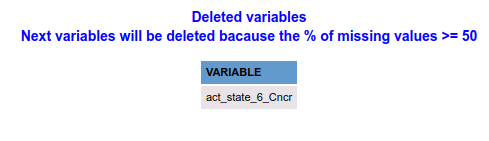 Deleted variables
Next variables will be deleted bacause the % of missing values >= 50
VARIABLE
act_state_6_Cncr